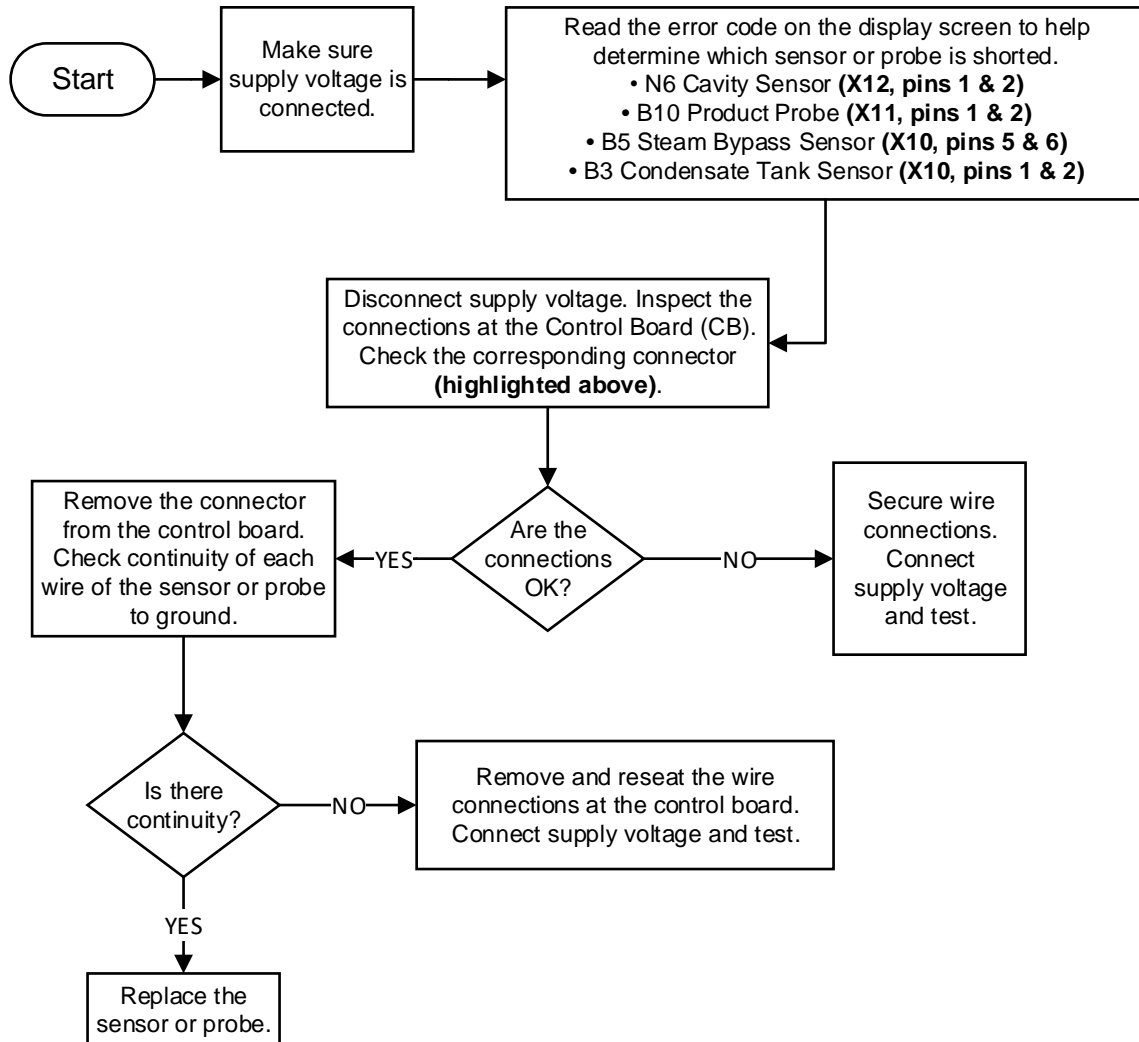 Start
Make sure
supply voltage is
connected.
Read the error code on the display screen to help
determine which sensor or probe is shorted.
• N6 Cavity Sensor (X12, pins 1 & 2)
• B10 Product Probe (X11, pins 1 & 2)
• B5 Steam Bypass Sensor (X10, pins 5 & 6)
• B3 Condensate Tank Sensor (X10, pins 1 & 2)
Disconnect supply voltage. Inspect the
connections at the Control Board (CB).
Check the corresponding connector
(highlighted above).
Are the
connections
OK?
YES
NO
Remove the connector
from the control board.
Check continuity of each
wire of the sensor or probe
to ground.
Secure wire
connections.
Connect
supply voltage
and test.
Is there
continuity?
NO
Remove and reseat the wire
connections at the control board.
Connect supply voltage and test.
YES
Replace the
sensor or probe.